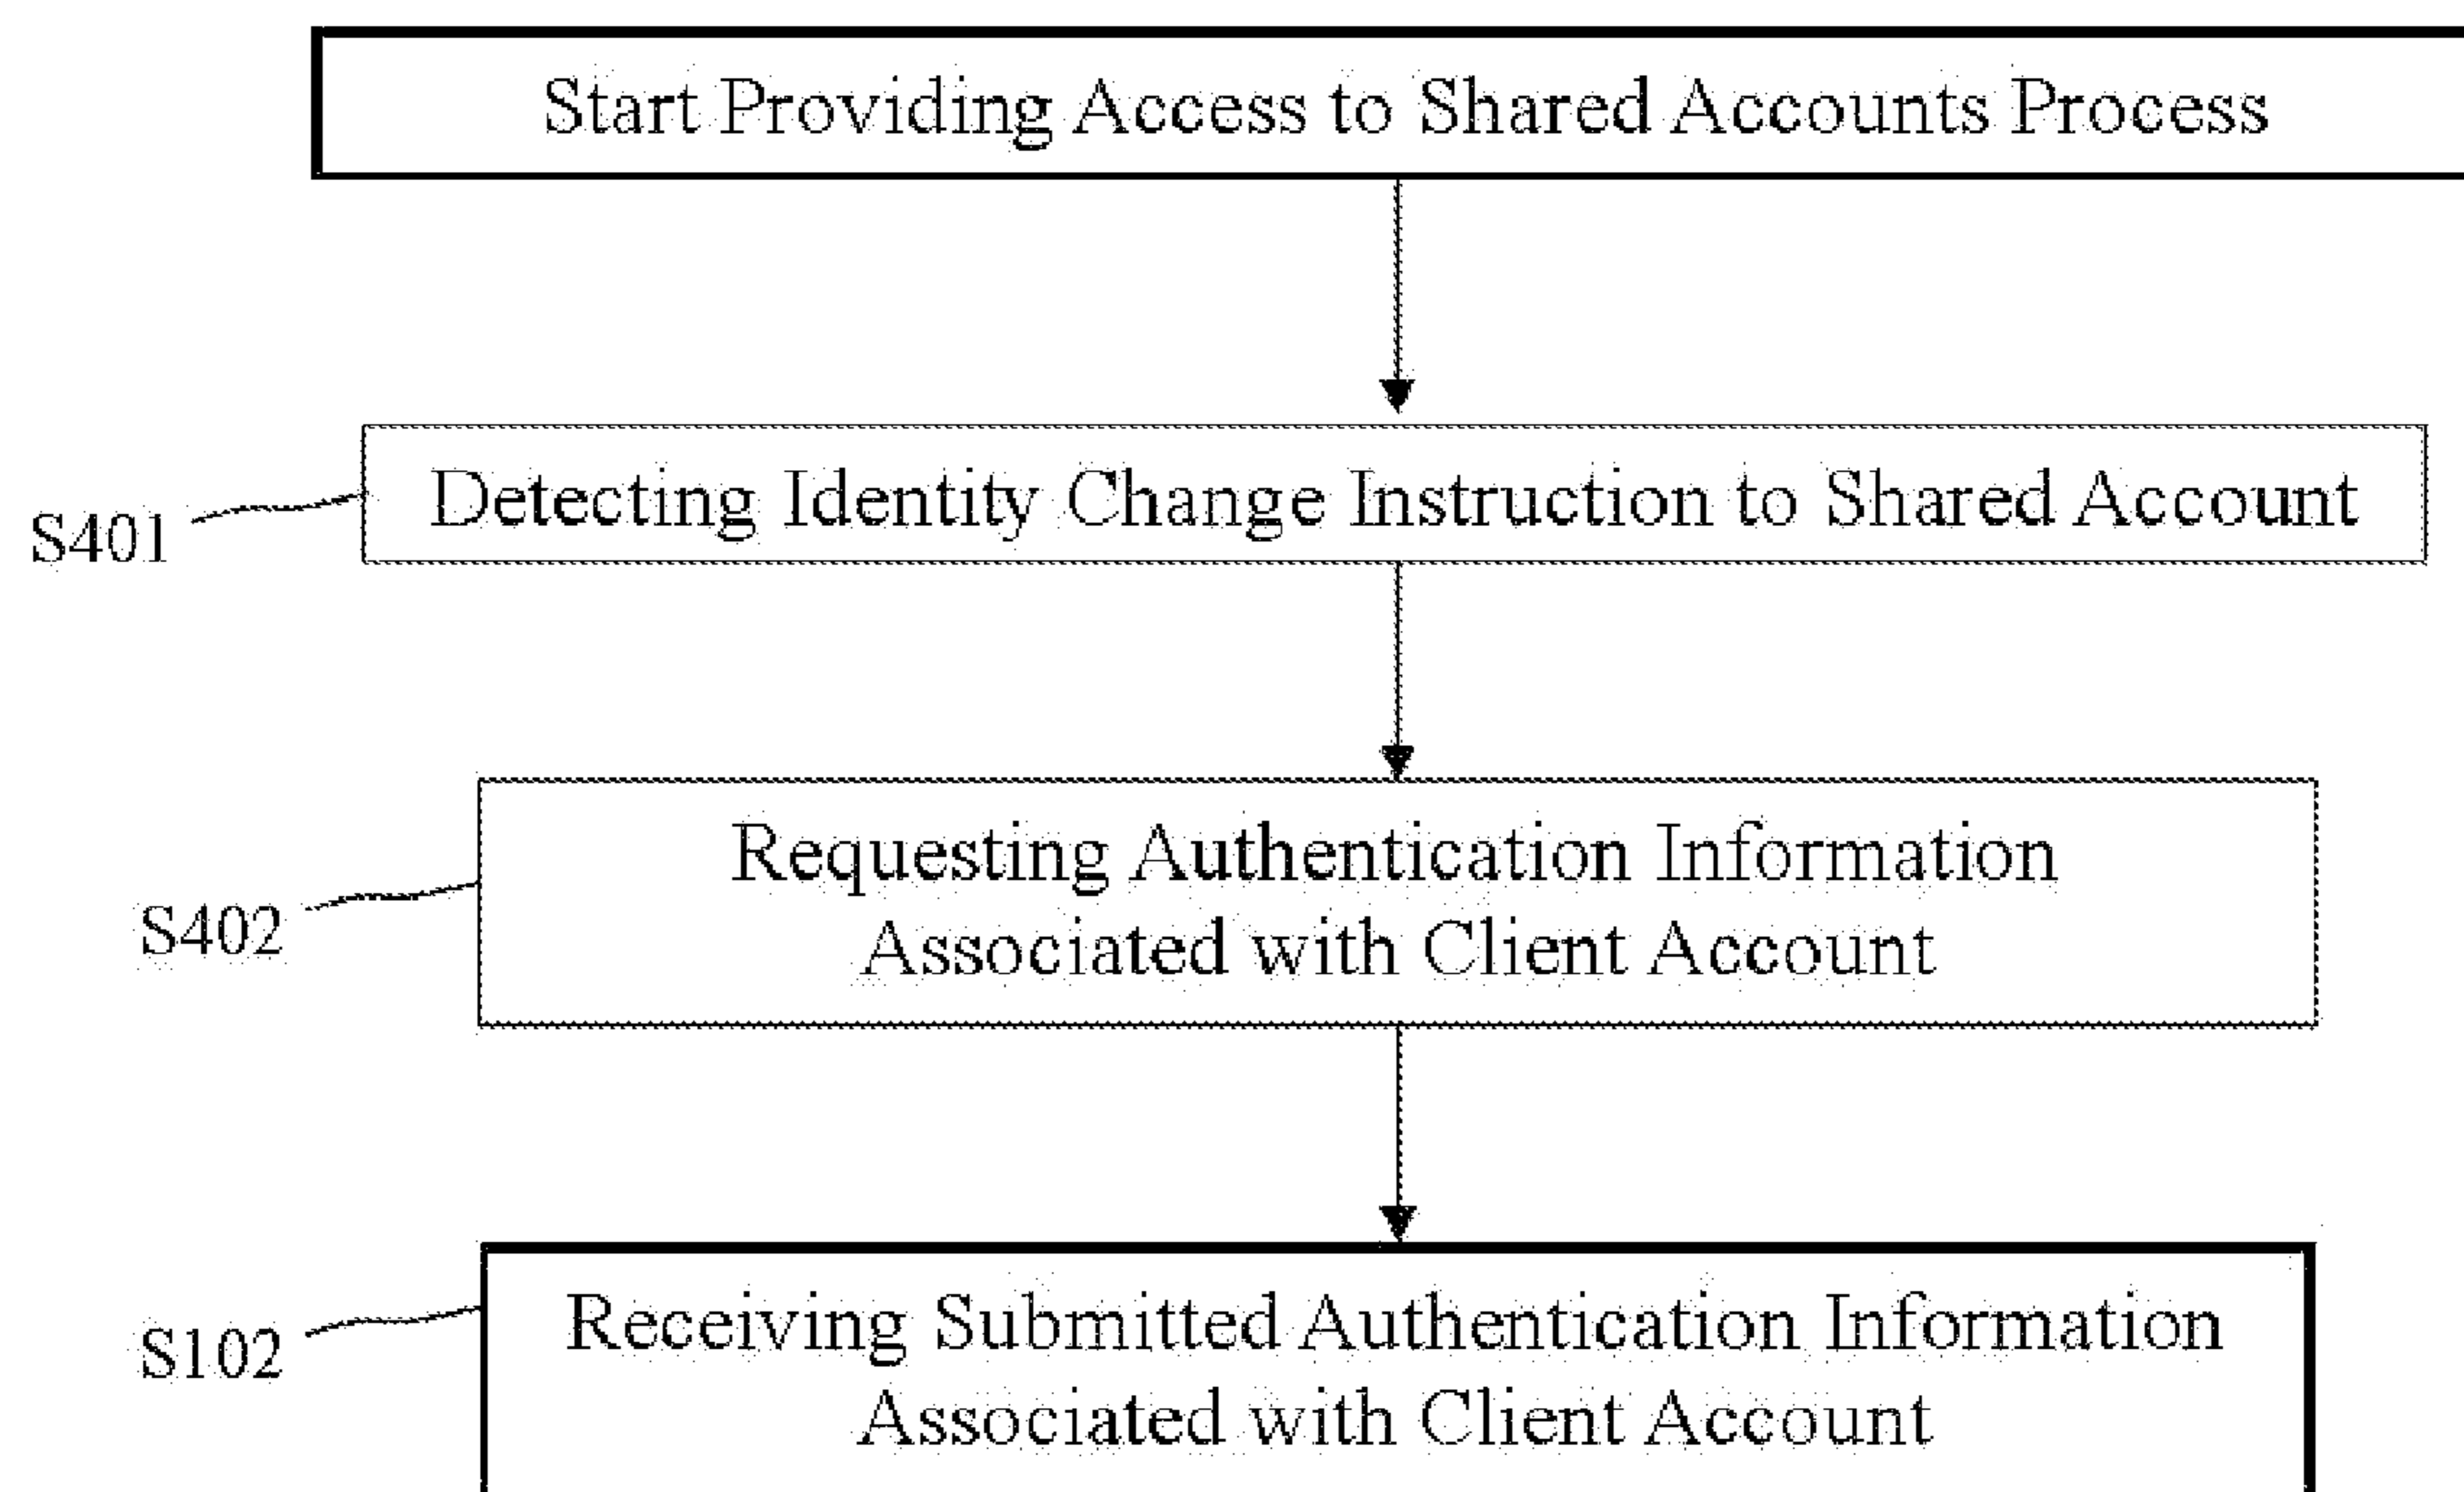 Start Providing Access to Shared Accounts Process
Detecting Identity Change Instruction to Shared Account
S401
Requesting Authentication Information
Associated with Client Account
S402
Receiving Submitted Authentication Information
Associated with Client Account
S102